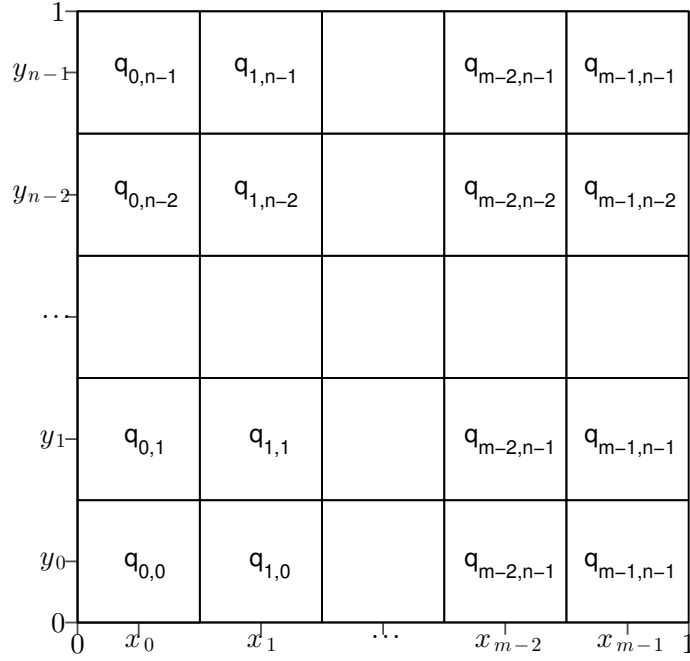 1
y_{n-1} q_{0,n-1} q_{1,n-1} q_{m-2,n-1} q_{m-1,n-1}
y_{n-2} q_{0,n-2} q_{1,n-2} q_{m-2,n-2} q_{m-1,n-2}
...
y_1 q_{0,1} q_{1,1} q_{m-2,n-1} q_{m-1,n-1}
y_0 q_{0,0} q_{1,0} q_{m-2,n-1} q_{m-1,n-1}
0
0 x_0 x_1 ... x_{m-2} x_{m-1} 1